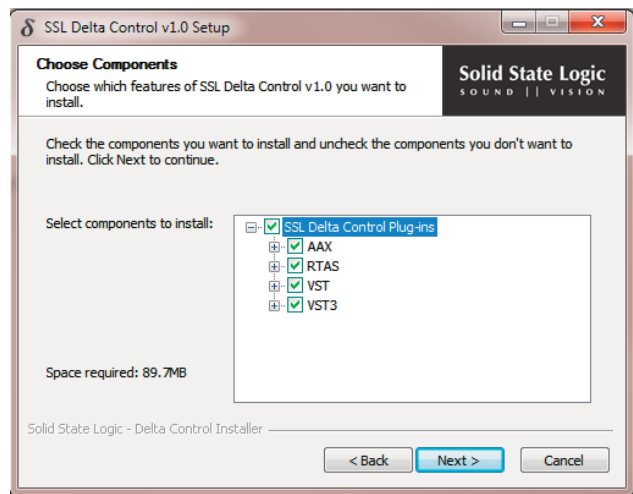 δ SSL Delta Control v1.0 Setup
Choose Components
Choose which features of SSL Delta Control v1.0 you want to
install.
Solid State Logic
SOUND || VISION
Check the components you want to install and uncheck the components you don't want to
install. Click Next to continue.
Select components to install:
SSL Delta Control Plug-ins
AAX
RTAS
VST
VST3
Space required: 89.7MB
Solid State Logic - Delta Control Installer
< Back
Next >
Cancel